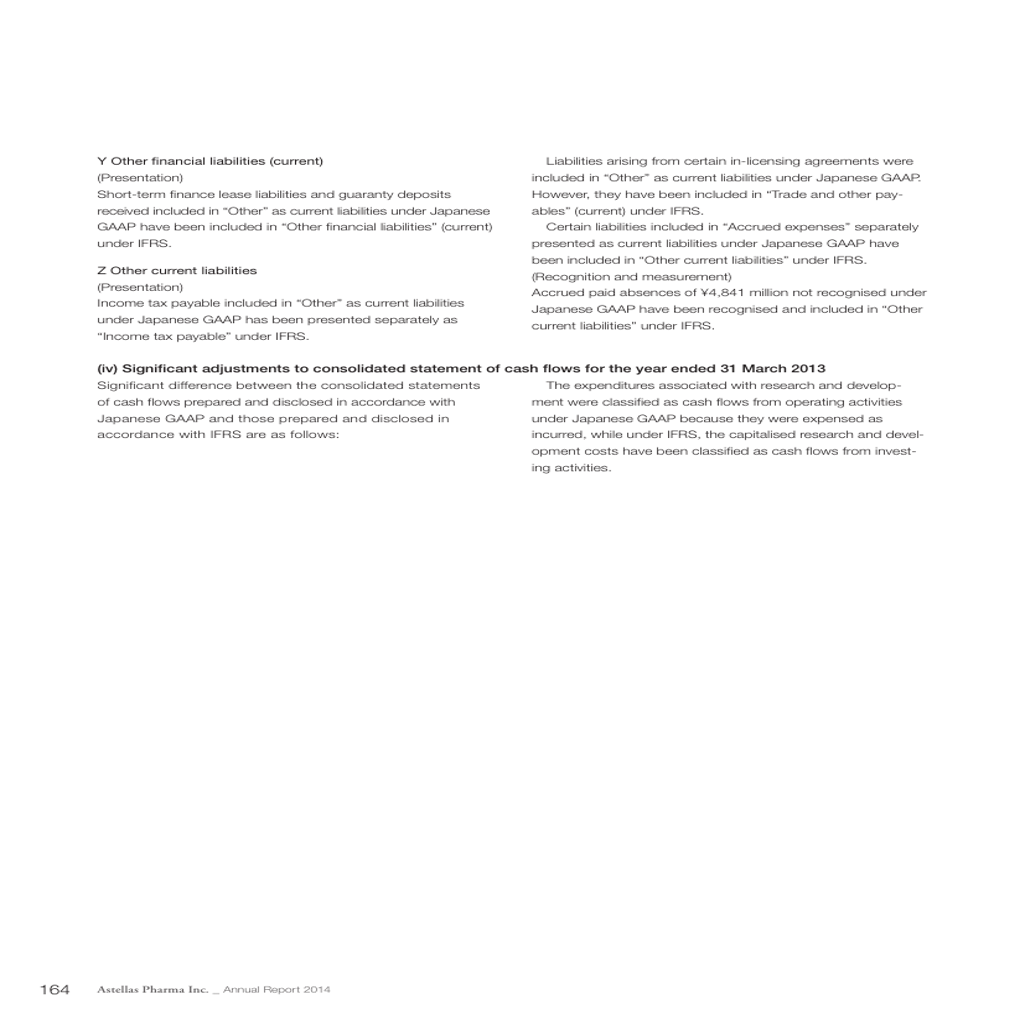 Y Other financial liabilities (current)
(Presentation)
Short-term finance lease liabilities and guaranty deposits
received included in “Other” as current liabilities under Japanese
GAAP have been included in “Other financial liabilities” (current)
under IFRS.
Z Other current liabilities
(Presentation)
Income tax payable included in “Other” as current liabilities
under Japanese GAAP has been presented separately as
“Income tax payable” under IFRS.
Liabilities arising from certain in-licensing agreements were
included in “Other” as current liabilities under Japanese GAAP.
However, they have been included in “Trade and other pay-
ables” (current) under IFRS.
Certain liabilities included in “Accrued expenses” separately
presented as current liabilities under Japanese GAAP have
been included in “Other current liabilities” under IFRS.
(Recognition and measurement)
Accrued paid absences of ¥4,841 million not recognised under
Japanese GAAP have been recognised and included in “Other
current liabilities” under IFRS.
(iv) Significant adjustments to consolidated statement of cash flows for the year ended 31 March 2013
Significant difference between the consolidated statements
of cash flows prepared and disclosed in accordance with
Japanese GAAP and those prepared and disclosed in
accordance with IFRS are as follows:
The expenditures associated with research and develop-
ment were classified as cash flows from operating activities
under Japanese GAAP because they were expensed as
incurred, while under IFRS, the capitalised research and devel-
opment costs have been classified as cash flows from invest-
ing activities.
164 Astellas Pharma Inc. _ Annual Report 2014